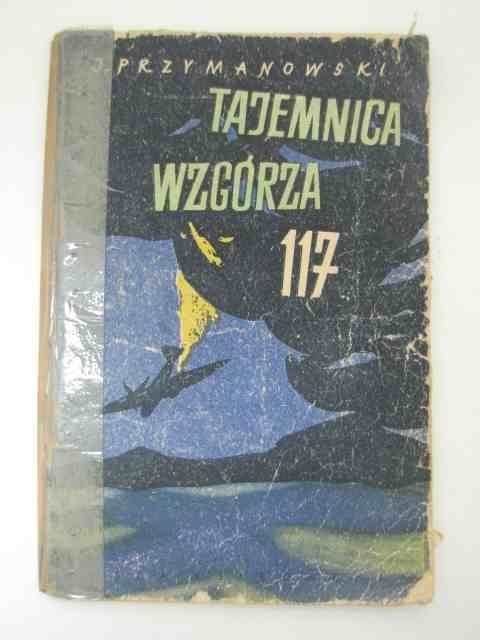 J. PRZYMANOWSKI
TAJEMNICA
WZGÓRZA
117